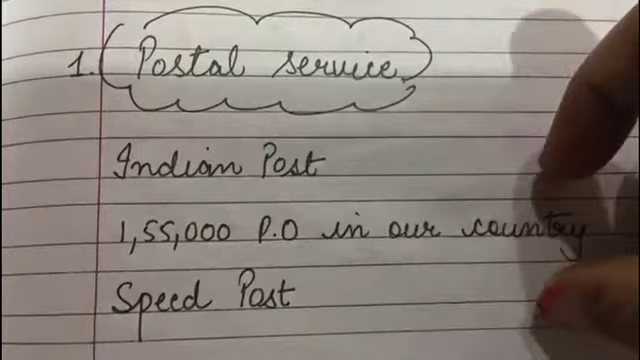 1. Postal service
Indian Post
1,55,000 P.O in our country
Speed Post